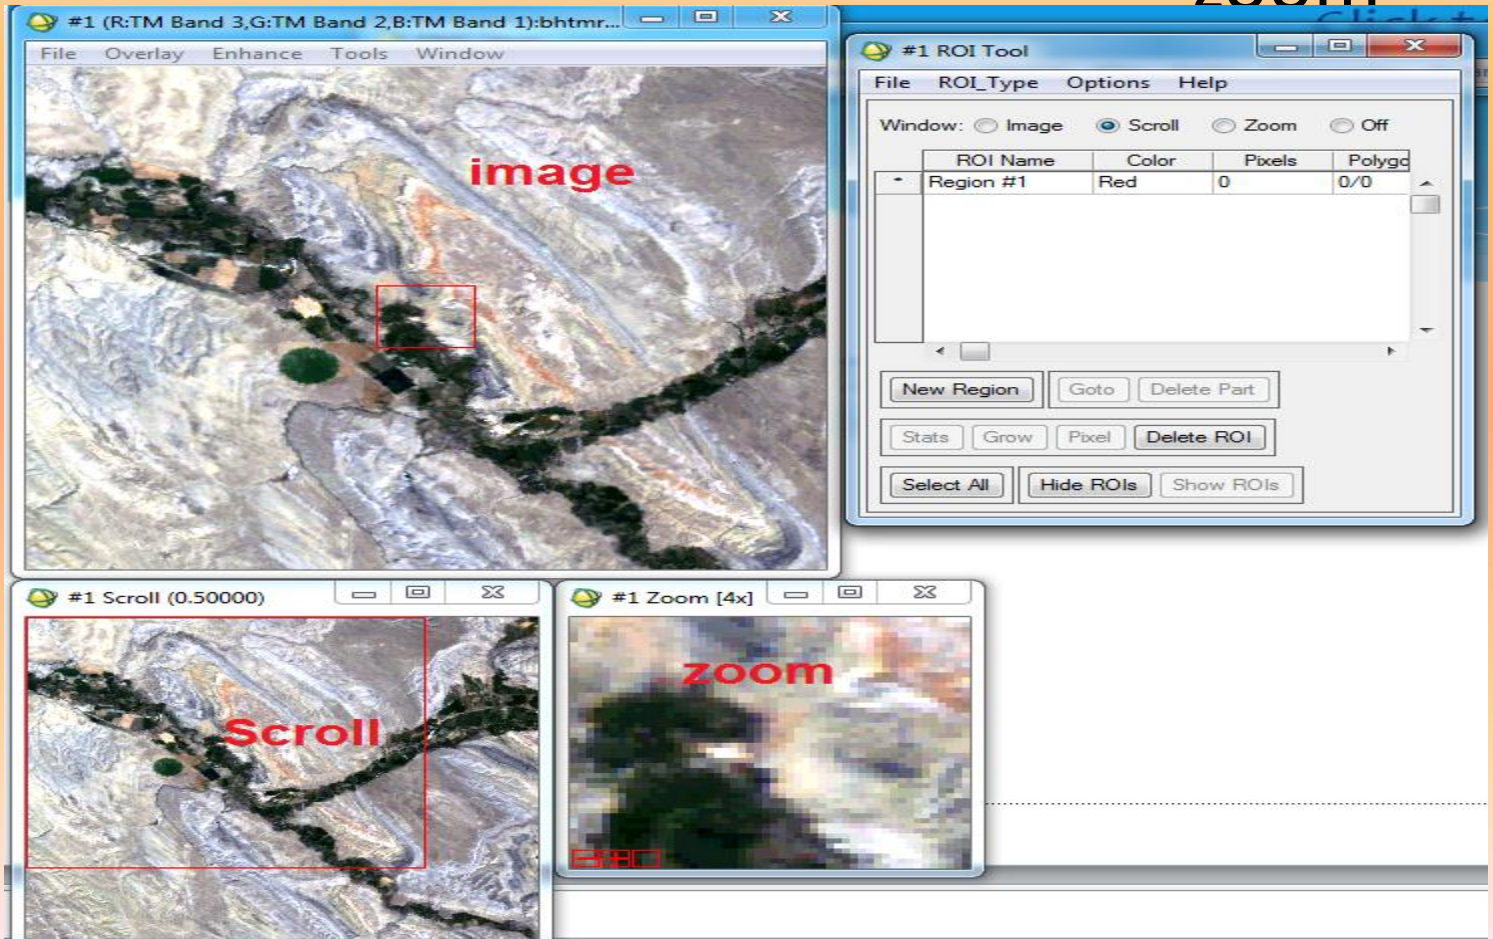 zoom
Click t
#1 (R:TM Band 3,G:TM Band 2,B:TM Band 1):bhtmr...
File Overlay Enhance Tools Window
image
#1 ROI Tool
File ROI_Type Options Help
Window: Image Scroll Zoom Off
ROI Name Color Pixels Polygo
* Region #1 Red 0 0/0
New Region Goto Delete Part
Stats Grow Pixel Delete ROI
Select All Hide ROIs Show ROIs
#1 Scroll (0.50000)
Scroll
#1 Zoom [4x]
zoom